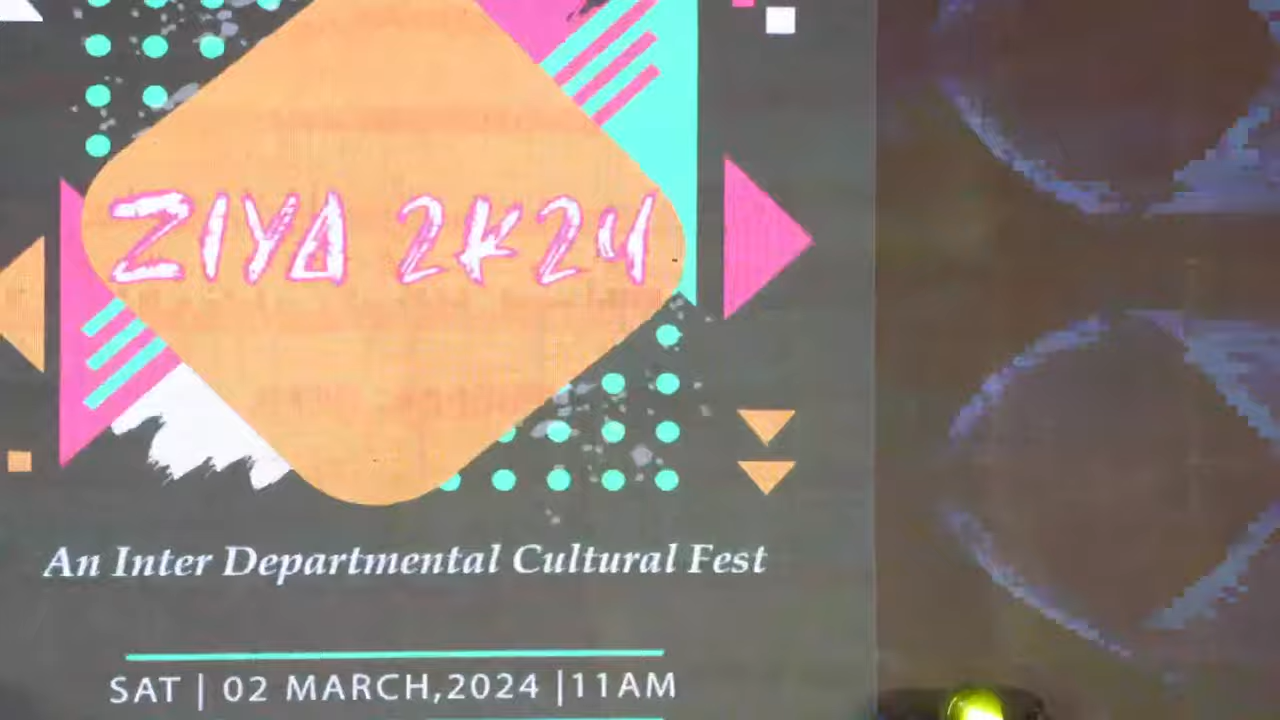 ZIYA 2K24
An Inter Departmental Cultural Fest
SAT | 02 MARCH,2024 |11AM